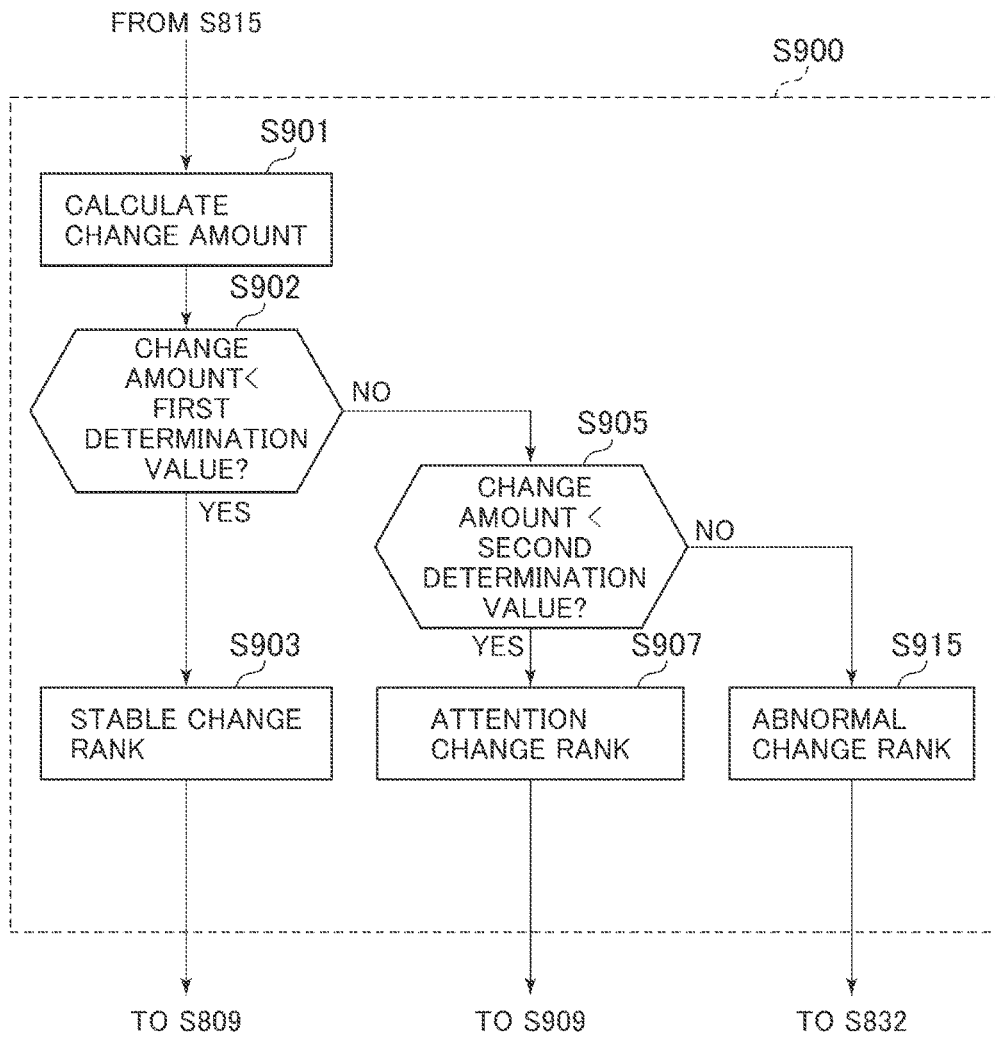 FROM S815
S900
S901
CALCULATE
CHANGE AMOUNT
S902
CHANGE
AMOUNT<
FIRST
DETERMINATION
VALUE?
NO
YES
S905
CHANGE
AMOUNT <
SECOND
DETERMINATION
VALUE?
NO
YES
S903
STABLE CHANGE
RANK
S907
ATTENTION
CHANGE RANK
S915
ABNORMAL
CHANGE RANK
TO S809
TO S909
TO S832